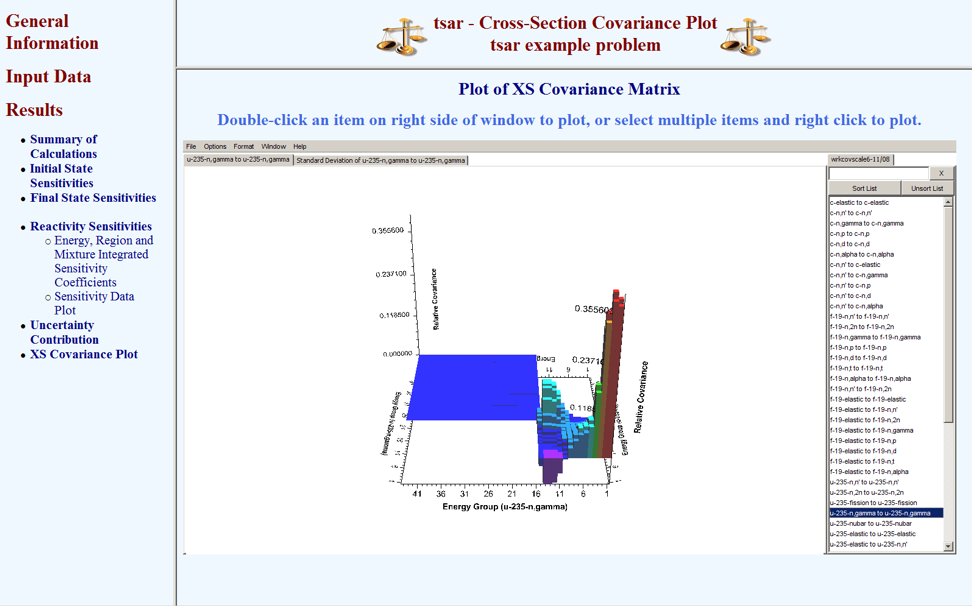 General
Information
Input Data
Results
Summary of
Calculations
Initial State
Sensitivities
Final State Sensitivities
Reactivity Sensitivities
Energy, Region and
Mixture Integrated
Sensitivity
Coefficients
Sensitivity Data
Plot
Uncertainty
Contribution
XS Covariance Plot
tsar - Cross-Section Covariance Plot
tsar example problem
Plot of XS Covariance Matrix
Double-click an item on right side of window to plot, or select multiple items and right click to plot.
File Options Format Window Help
u-235-n,gamma to u-235-n,gamma Standard Deviation of u-235-n,gamma to u-235-n,gamma
0.355600
0.237100
0.118500
0.000000
Relative Covariance
0.35560
0.2371
0.118
Relative Covariance
41 36 31 26 21 16 11 6 1
Energy Group (u-235-n.gamma)
wrkcovscale6-11/08
X
Sort List Unsort List
c-elastic to c-elastic
c-n,n' to c-n,n'
c-n,gamma to c-n,gamma
c-n,p to c-n,p
c-n,d to c-n,d
c-n,alpha to c-n,alpha
c-n,n' to c-elastic
c-n,n' to c-n,gamma
c-n,n' to c-n,p
c-n,n' to c-n,d
c-n,n' to c-n,alpha
f-19-n,n' to f-19-n,n'
f-19-n,2n to f-19-n,2n
f-19-n,gamma to f-19-n,gamma
f-19-n,p to f-19-n,p
f-19-n,d to f-19-n,d
f-19-n,t to f-19-n,t
f-19-n,alpha to f-19-n,alpha
f-19-n,n' to f-19-n,2n
f-19-elastic to f-19-elastic
f-19-elastic to f-19-n,n'
f-19-elastic to f-19-n,2n
f-19-elastic to f-19-n,gamma
f-19-elastic to f-19-n,p
f-19-elastic to f-19-n,d
f-19-elastic to f-19-n,t
f-19-elastic to f-19-n,alpha
u-235-n,n' to u-235-n,n'
u-235-n,2n to u-235-n,2n
u-235-fission to u-235-fission
u-235-n,gamma to u-235-n,gamma
u-235-nubar to u-235-nubar
u-235-elastic to u-235-elastic
u-235-elastic to u-235-n,n'